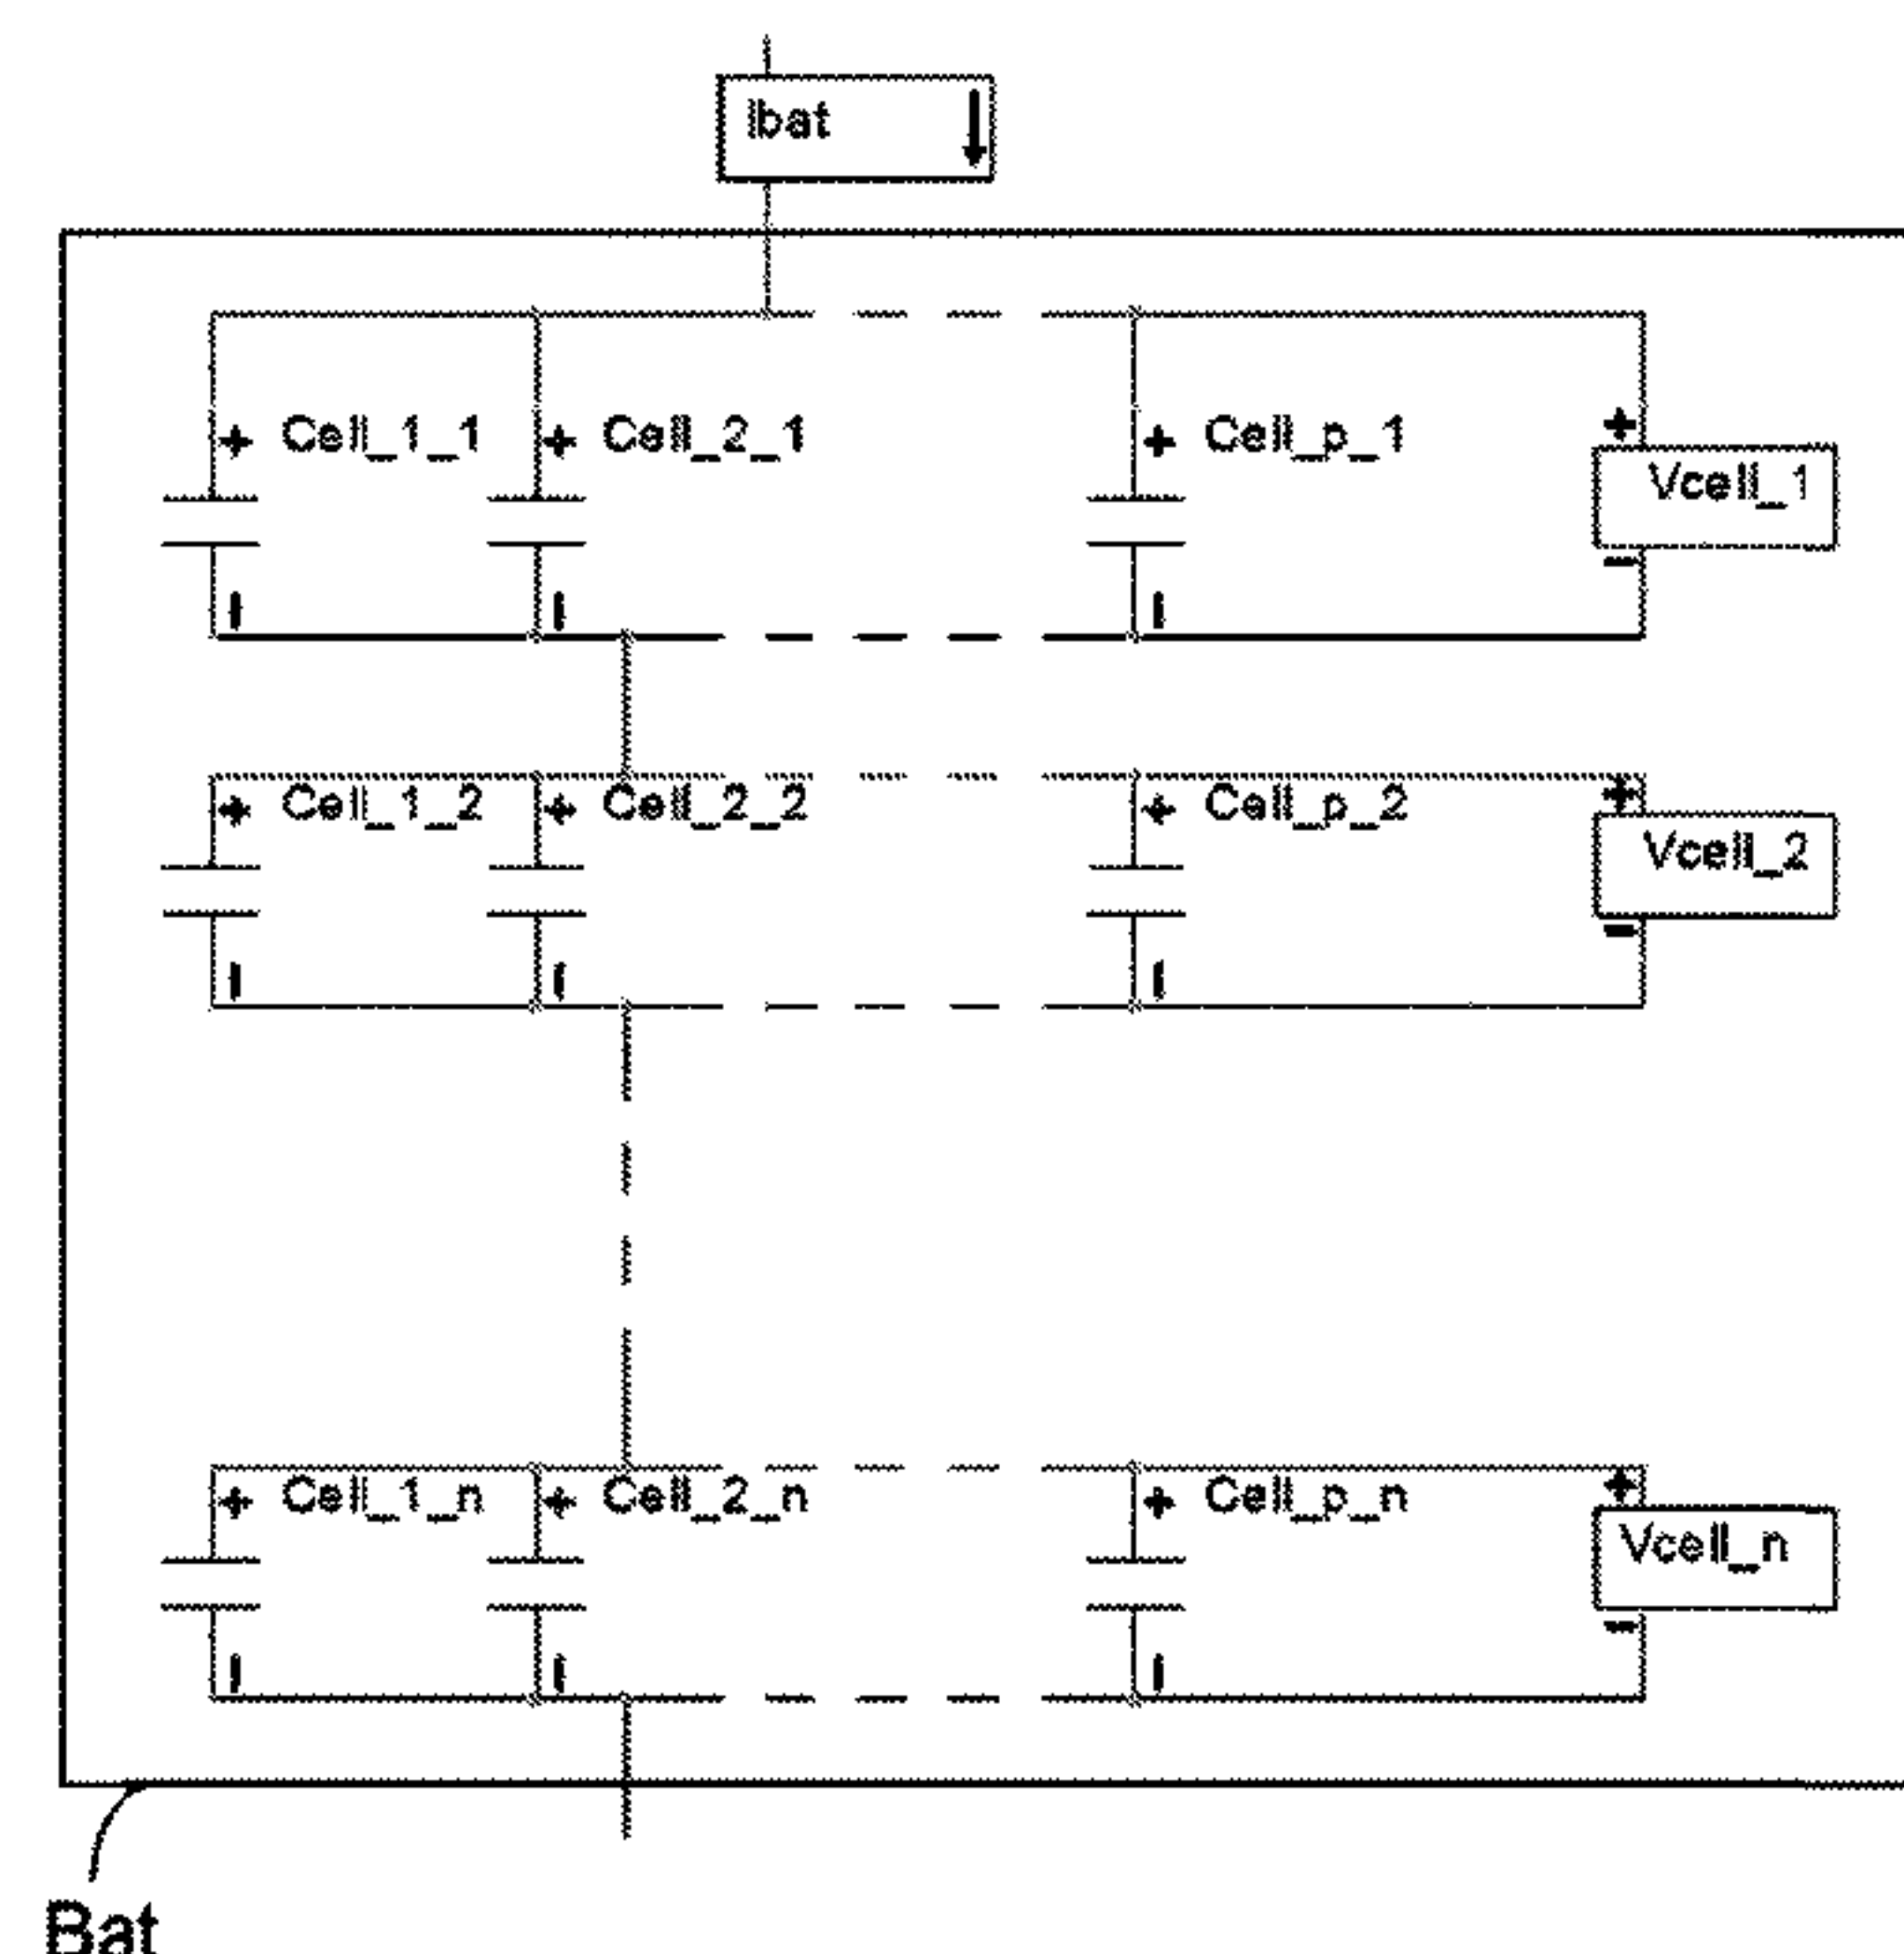 Ibat
Cell_1_1 Cell_2_1 Cell_p_1
Vcell_1
Cell_1_2 Cell_2_2 Cell_p_2
Vcell_2
Cell_1_n Cell_2_n Cell_p_n
Vcell_n
Bat